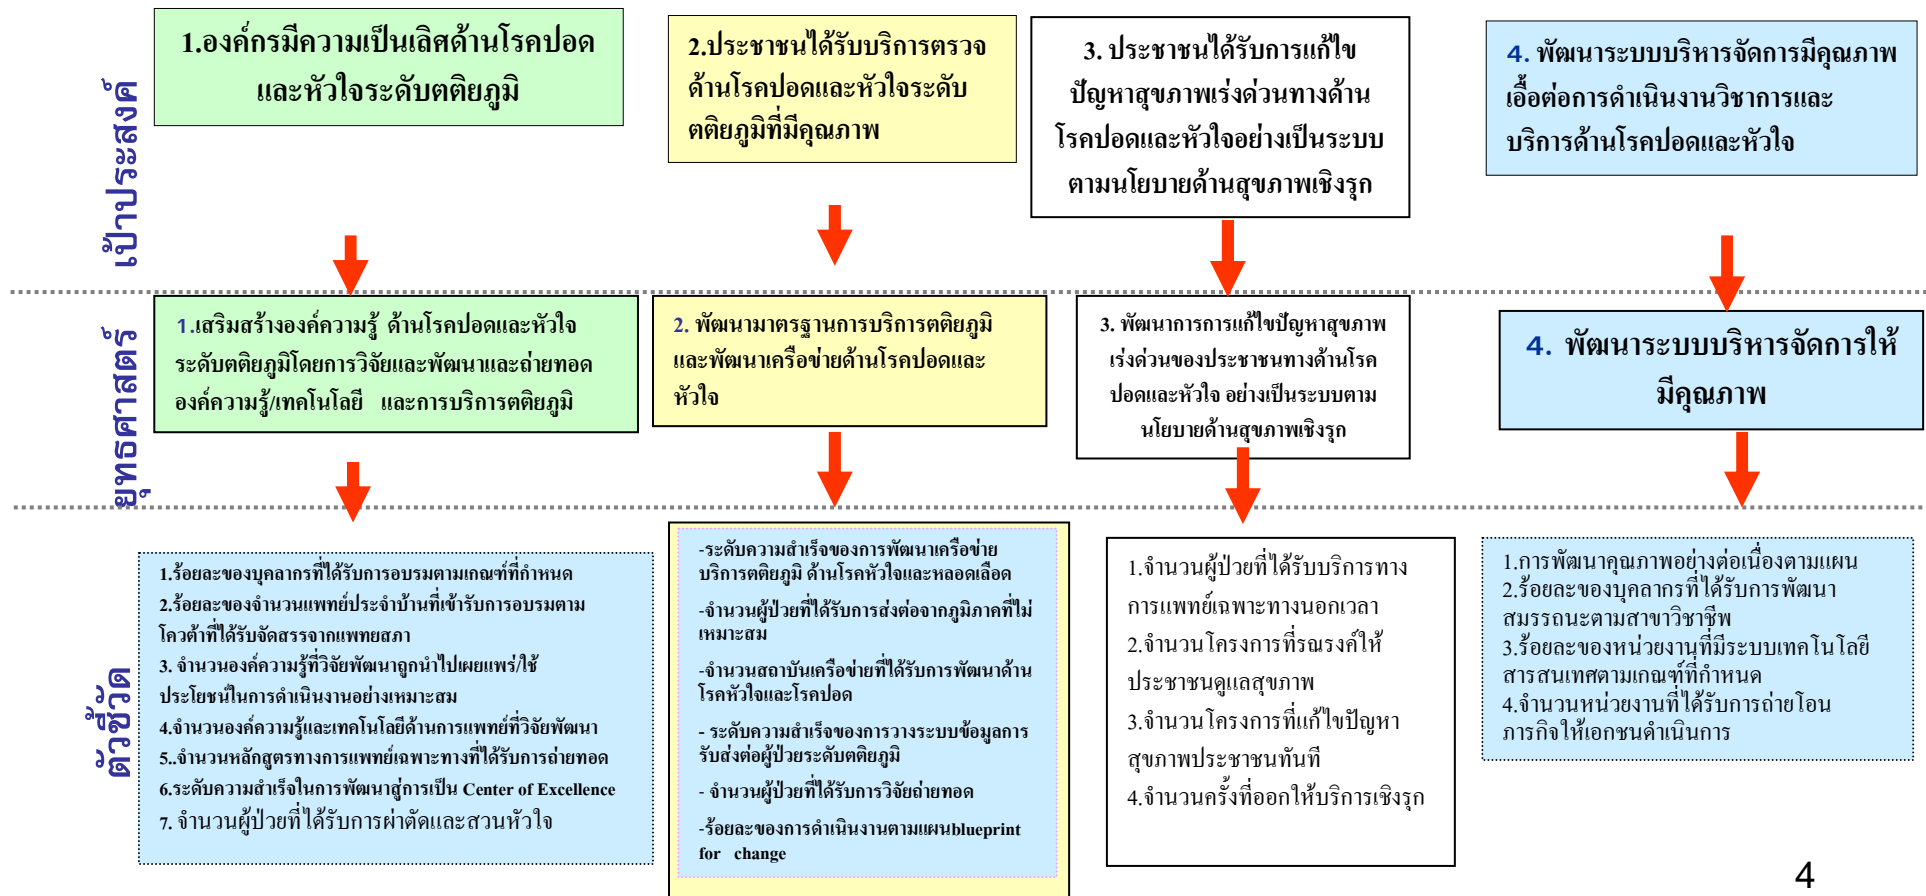 เป้าประสงค์
1.องค์กรมีความเป็นเลิศด้านโรคปอด
และหัวใจระดับตติยภูมิ
2.ประชาชนได้รับบริการตรวจ
ด้านโรคปอดและหัวใจระดับ
ตติยภูมิที่มีคุณภาพ
3. ประชาชนได้รับการแก้ไข
ปัญหาสุขภาพเร่งด่วนทางด้าน
โรคปอดและหัวใจอย่างเป็นระบบ
ตามนโยบายด้านสุขภาพเชิงรุก
4. พัฒนาระบบบริหารจัดการมีคุณภาพ
เอื้อต่อการดำเนินงานวิชาการและ
บริการด้านโรคปอดและหัวใจ
ยุทธศาสตร์
1.เสริมสร้างองค์ความรู้ ด้านโรคปอดและหัวใจ
ระดับตติยภูมิโดยการวิจัยและพัฒนาและถ่ายทอด
องค์ความรู้/เทคโนโลยี และการบริการตติยภูมิ
2. พัฒนามาตรฐานการบริการตติยภูมิ
และพัฒนาเครือข่ายด้านโรคปอดและ
หัวใจ
3. พัฒนาการการแก้ไขปัญหาสุขภาพ
เร่งด่วนของประชาชนทางด้านโรค
ปอดและหัวใจ อย่างเป็นระบบตาม
นโยบายด้านสุขภาพเชิงรุก
4. พัฒนาระบบบริหารจัดการให้
มีคุณภาพ
ตัวชี้วัด
1.ร้อยละของบุคลากรที่ได้รับการอบรมตามเกณฑ์ที่กำหนด
2.ร้อยละของจำนวนแพทย์ประจำบ้านที่เข้ารับการอบรมตาม
โควต้าที่ได้รับจัดสรรจากแพทยสภา
3. จำนวนองค์ความรู้ที่วิจัยพัฒนาถูกนำไปเผยแพร่/ใช้
ประโยชน์ในการดำเนินงานอย่างเหมาะสม
4.จำนวนองค์ความรู้และเทคโนโลยีด้านการแพทย์ที่วิจัยพัฒนา
5..จำนวนหลักสูตรทางการแพทย์เฉพาะทางที่ได้รับการถ่ายทอด
6.ระดับความสำเร็จในการพัฒนาสู่การเป็น Center of Excellence
7. จำนวนผู้ป่วยที่ได้รับการผ่าตัดและสวนหัวใจ
-ระดับความสำเร็จของการพัฒนาเครือข่าย
บริการตติยภูมิ ด้านโรคหัวใจและหลอดเลือด
-จำนวนผู้ป่วยที่ได้รับการส่งต่อจากภูมิภาคที่ไม่
เหมาะสม
-จำนวนสถาบันเครือข่ายที่ได้รับการพัฒนาด้าน
โรคหัวใจและโรคปอด
- ระดับความสำเร็จของการวางระบบข้อมูลการ
รับส่งต่อผู้ป่วยระดับตติยภูมิ
- จำนวนผู้ป่วยที่ได้รับการวิจัยถ่ายทอด
-ร้อยละของการดำเนินงานตามแผนblueprint
for change
1.จำนวนผู้ป่วยที่ได้รับบริการทาง
การแพทย์เฉพาะทางนอกเวลา
2.จำนวนโครงการที่รณรงค์ให้
ประชาชนดูแลสุขภาพ
3.จำนวนโครงการที่แก้ไขปัญหา
สุขภาพประชาชนทันที
4.จำนวนครั้งที่ออกให้บริการเชิงรุก
1.การพัฒนาคุณภาพอย่างต่อเนื่องตามแผน
2.ร้อยละของบุคลากรที่ได้รับการพัฒนา
สมรรถนะตามสาขาวิชาชีพ
3.ร้อยละของหน่วยงานที่มีระบบเทคโนโลยี
สารสนเทศตามเกณฑ์ที่กำหนด
4.จำนวนหน่วยงานที่ได้รับการถ่ายโอน
ภารกิจให้เอกชนดำเนินการ
4